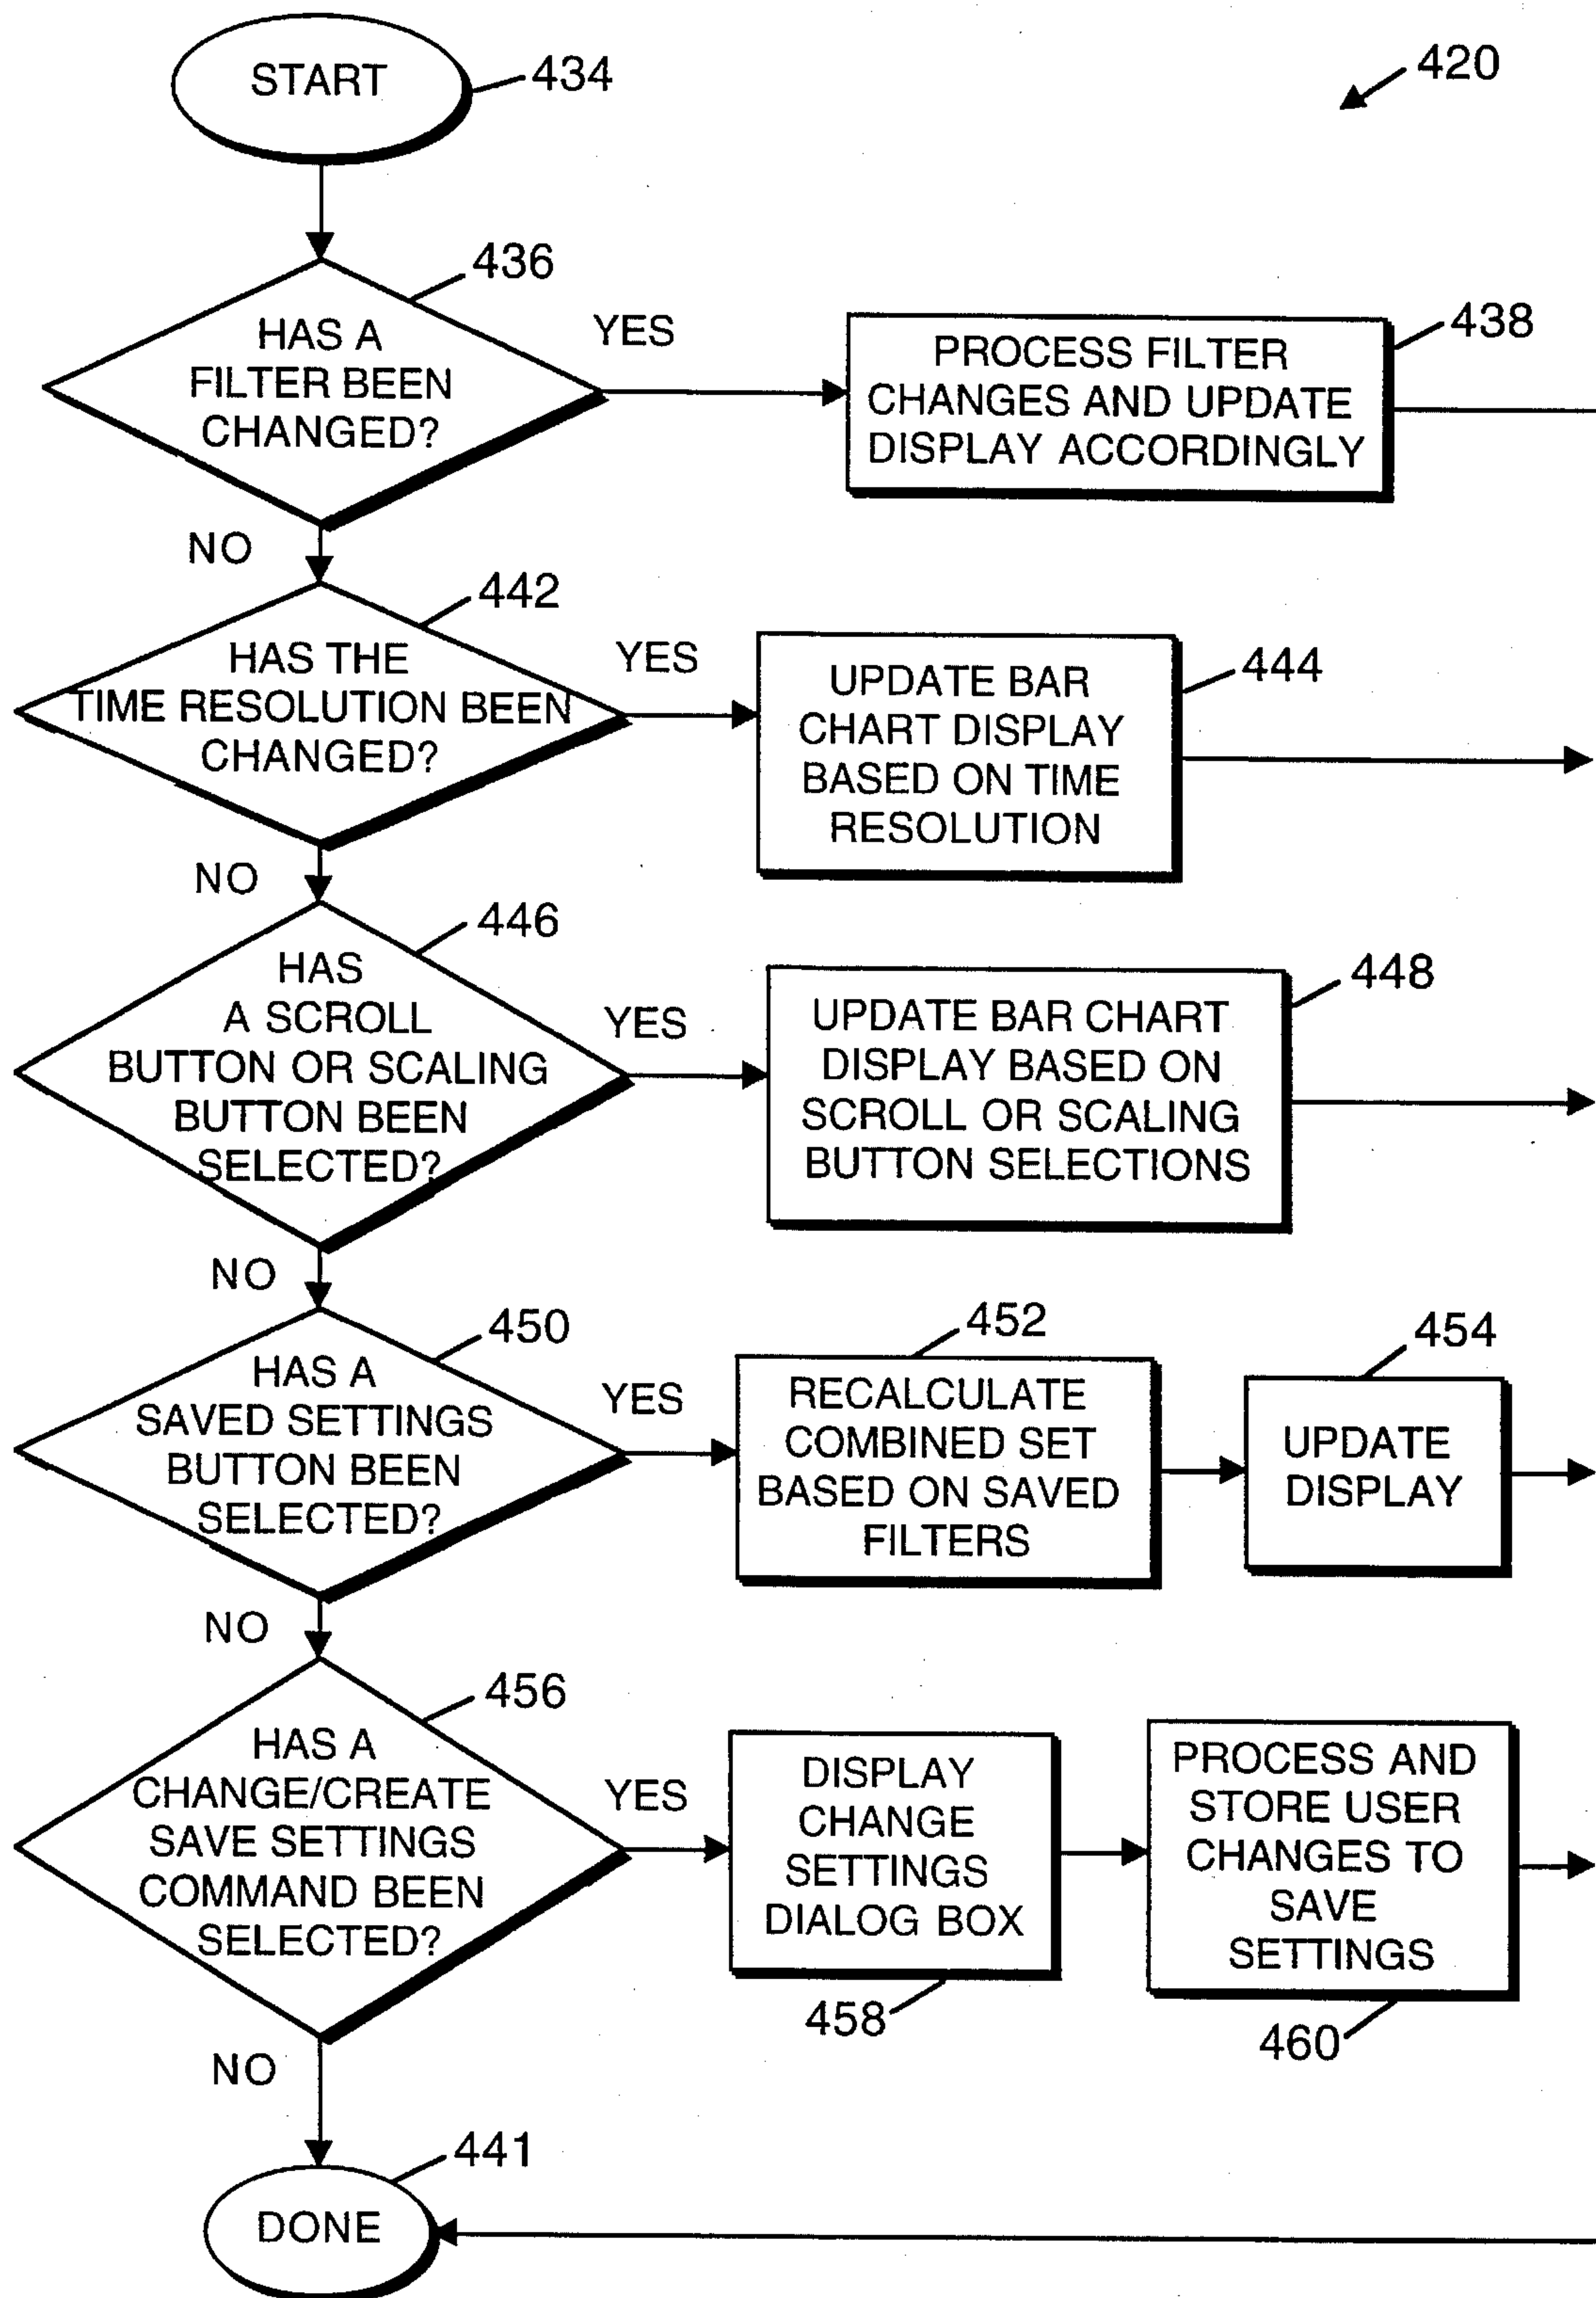 START
434
420
436
HAS A
FILTER BEEN
CHANGED?
YES
PROCESS FILTER
CHANGES AND UPDATE
DISPLAY ACCORDINGLY
438
NO
442
HAS THE
TIME RESOLUTION BEEN
CHANGED?
YES
UPDATE BAR
CHART DISPLAY
BASED ON TIME
RESOLUTION
444
NO
446
HAS
A SCROLL
BUTTON OR SCALING
BUTTON BEEN
SELECTED?
YES
UPDATE BAR CHART
DISPLAY BASED ON
SCROLL OR SCALING
BUTTON SELECTIONS
448
NO
450
HAS A
SAVED SETTINGS
BUTTON BEEN
SELECTED?
YES
452
RECALCULATE
COMBINED SET
BASED ON SAVED
FILTERS
454
UPDATE
DISPLAY
NO
456
HAS A
CHANGE/CREATE
SAVE SETTINGS
COMMAND BEEN
SELECTED?
YES
DISPLAY
CHANGE
SETTINGS
DIALOG BOX
458
PROCESS AND
STORE USER
CHANGES TO
SAVE
SETTINGS
460
NO
441
DONE